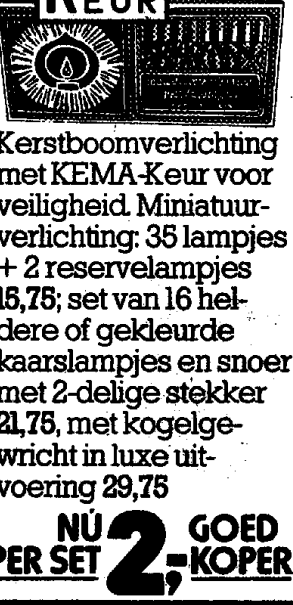 KEUR
Kerstboomverlichting
met KEMA-Keur voor
veiligheid. Miniatuur-
verlichting: 35 lampjes
+ 2 reservelampjes
15,75; set van 16 hel-
dere of gekleurde
kaarslampjes en snoer
met 2-delige stekker
21,75, met kogelge-
wricht in luxe uit-
voering 29,75
NÚ 2,- GOED
PER SET KOPER